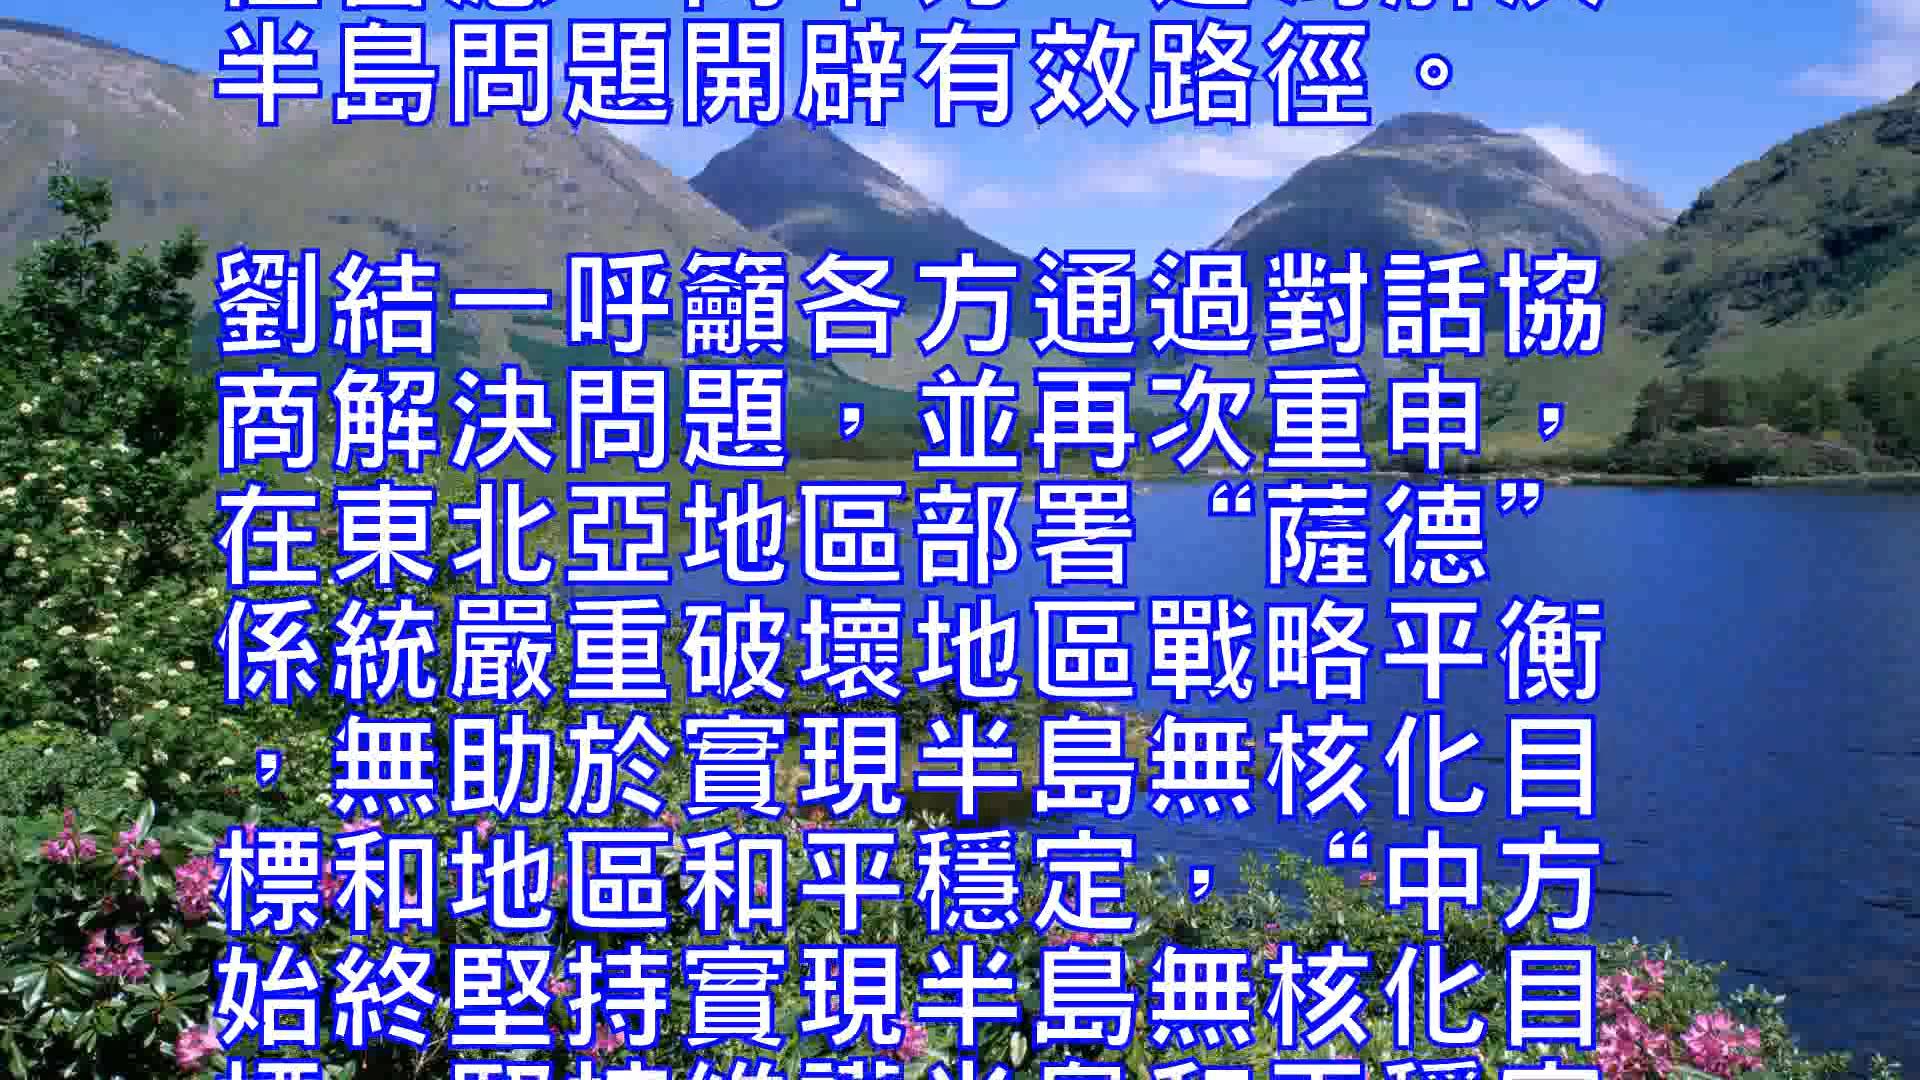 半島問題開辟有效路徑。
劉結一呼籲各方通過對話協
商解決問題，並再次重申，
在東北亞地區部署“薩德”
係統嚴重破壞地區戰略平衡
，無助於實現半島無核化目
標和地區和平穩定，“中方
始終堅持實現半島無核化目